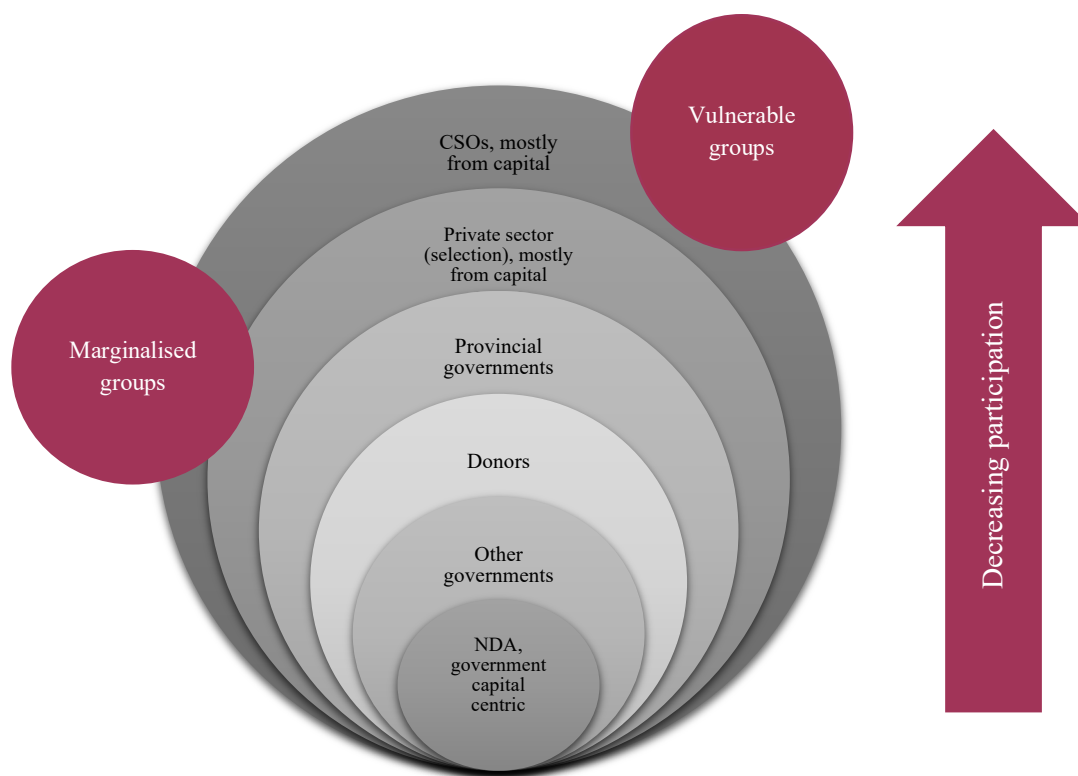 Vulnerable
groups
CSOs, mostly
from capital
Private sector
(selection), mostly
from capital
Marginalised
groups
Provincial
governments
Donors
Other
governments
NDA,
government
capital
centric
Decreasing participation